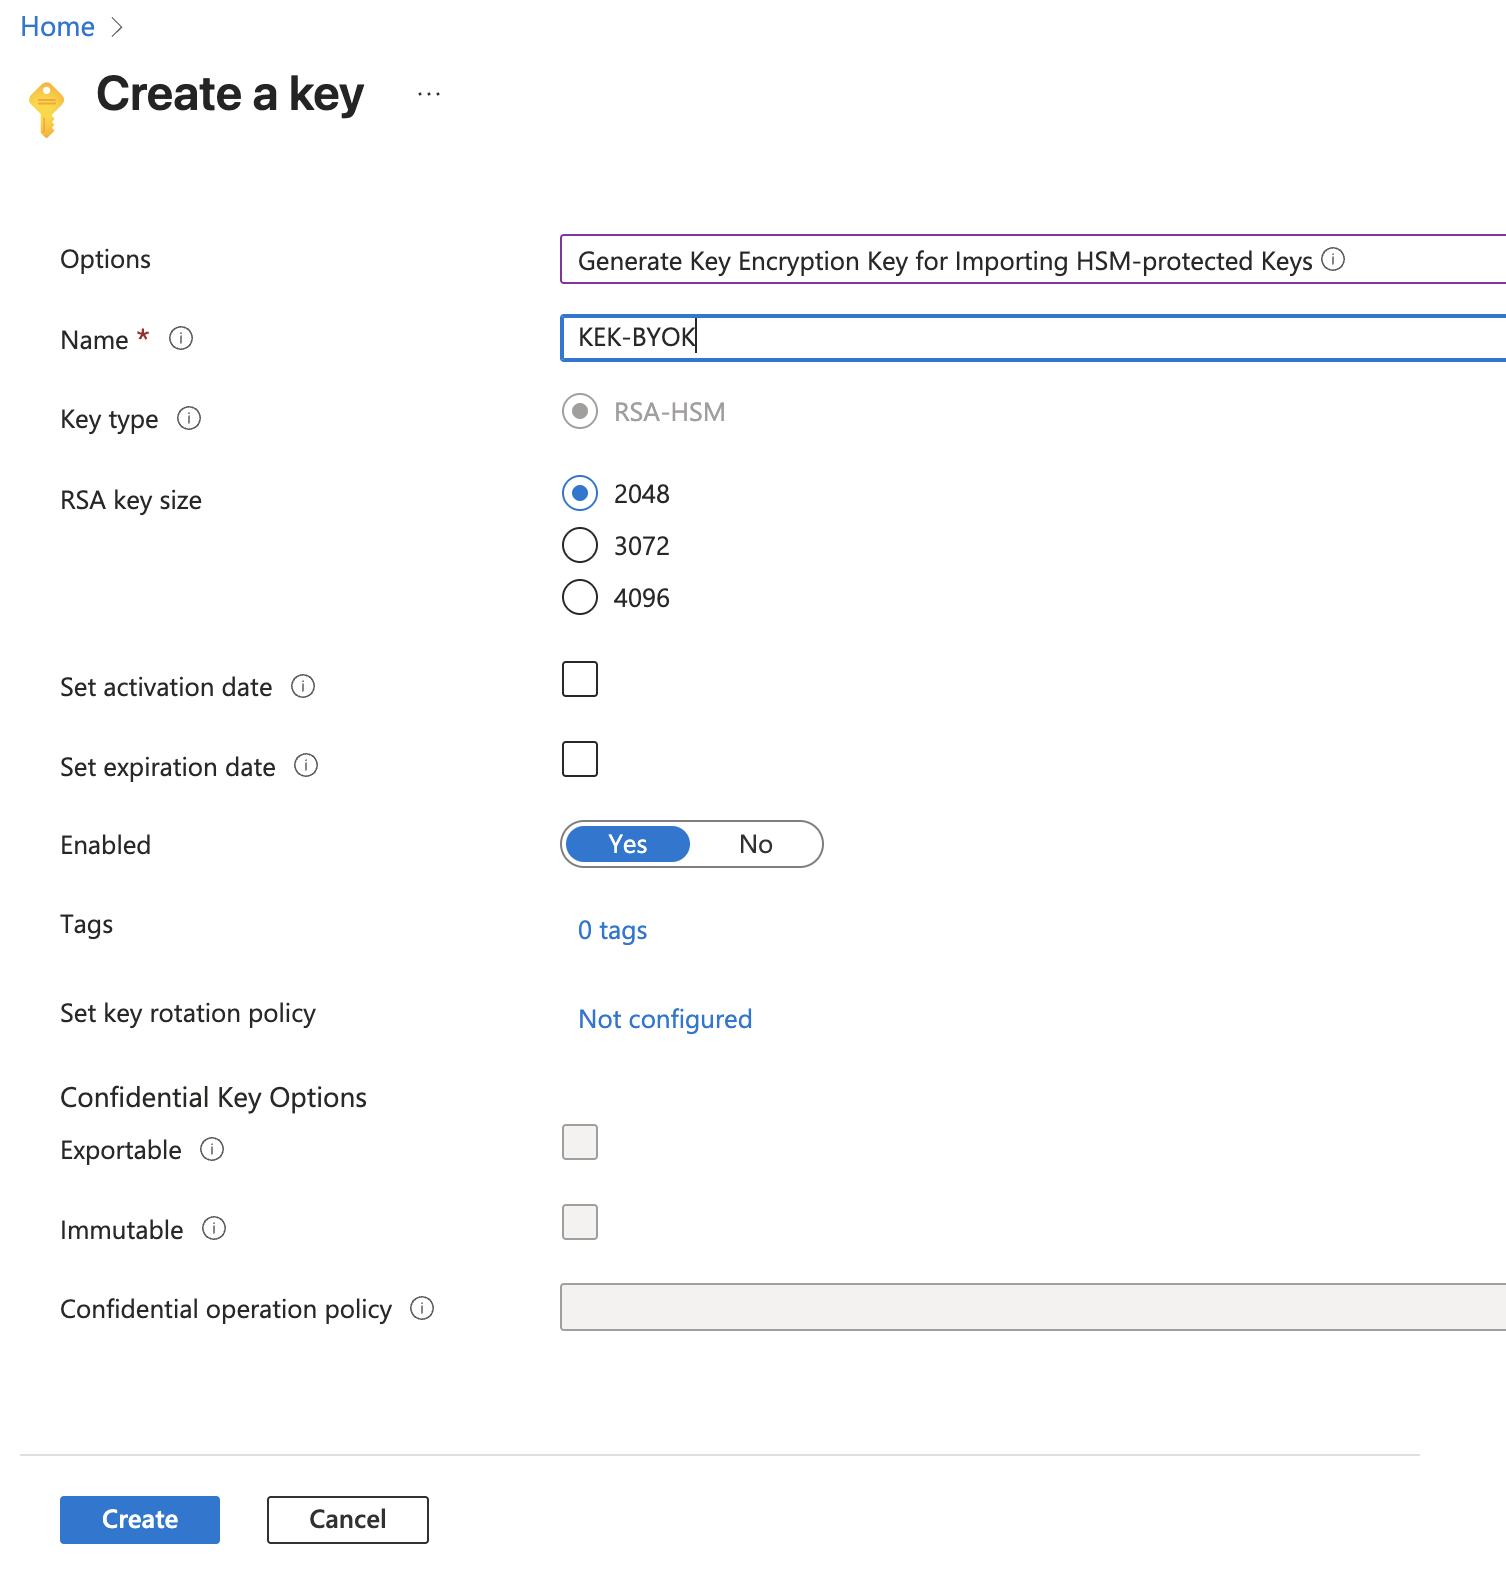 Home
Create a key ...
Options
Generate Key Encryption Key for Importing HSM-protected Keys
Name *
KEK-BYOK
Key type
RSA-HSM
RSA key size
2048
3072
4096
Set activation date
Set expiration date
Enabled
Yes No
Tags
0 tags
Set key rotation policy
Not configured
Confidential Key Options
Exportable
Immutable
Confidential operation policy
Create Cancel